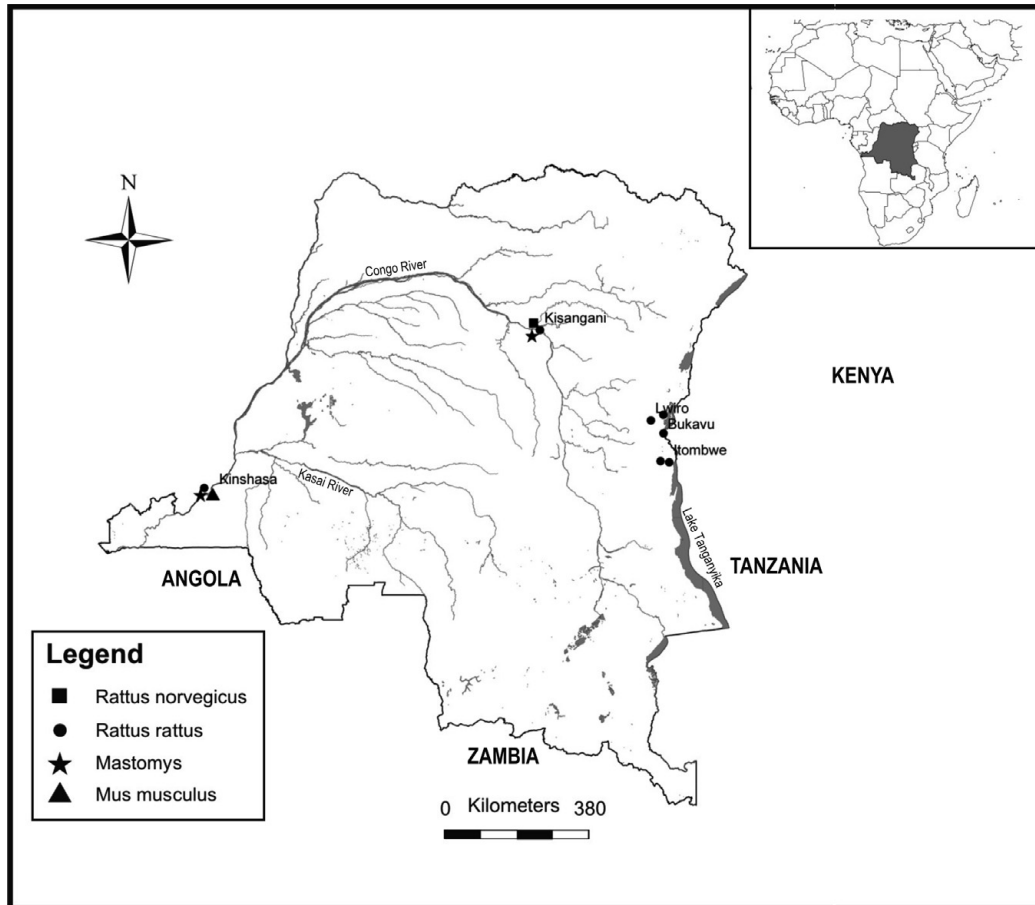 N
Congo River
Kisangani
KENYA
Lwiro
Bukavu
Itombwe
Kinshasa
Kasai River
Lake Tanganyika
TANZANIA
ANGOLA
Legend
Rattus norvegicus
Rattus rattus
Mastomys
Mus musculus
ZAMBIA
0 Kilometers 380